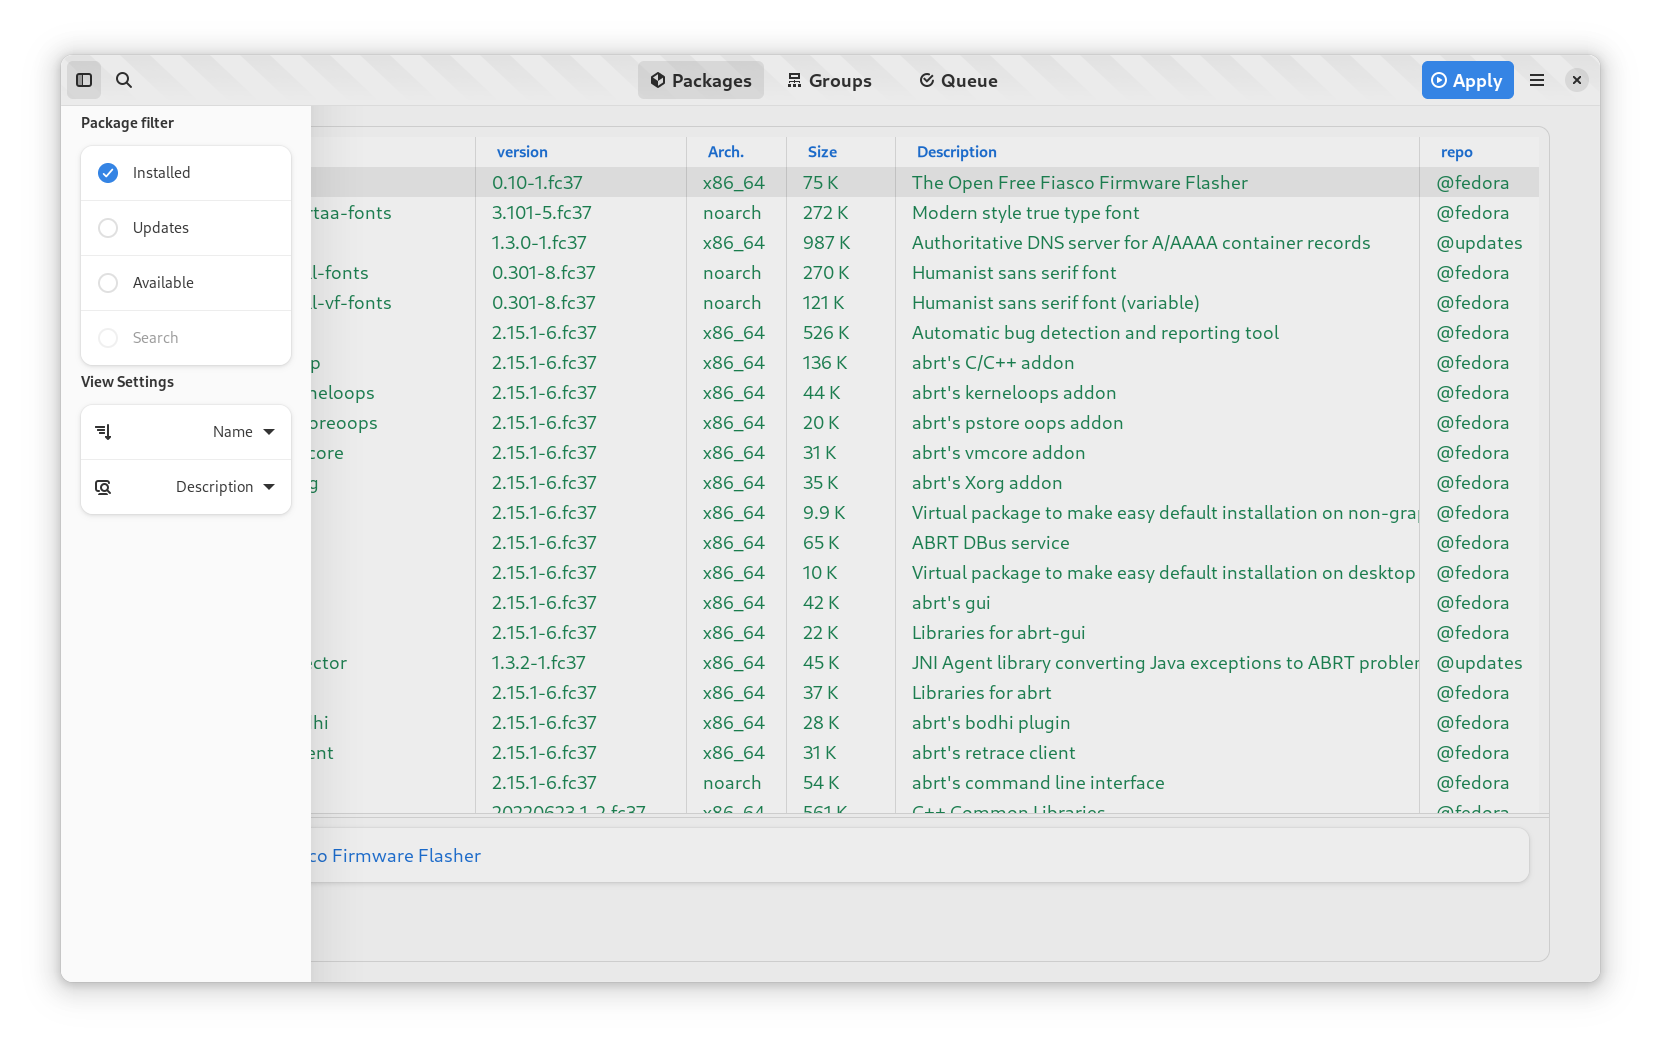 Packages Groups Queue Apply
Package filter
Installed
Updates
Available
Search
View Settings
Name
Description
version Arch. Size Description repo
0.10-1.fc37 x86_64 75 K The Open Free Fiasco Firmware Flasher @fedora
rtaa-fonts 3.101-5.fc37 noarch 272 K Modern style true type font @fedora
1.3.0-1.fc37 x86_64 987 K Authoritative DNS server for A/AAAA container records @updates
l-fonts 0.301-8.fc37 noarch 270 K Humanist sans serif font @fedora
l-vf-fonts 0.301-8.fc37 noarch 121 K Humanist sans serif font (variable) @fedora
2.15.1-6.fc37 x86_64 526 K Automatic bug detection and reporting tool @fedora
p 2.15.1-6.fc37 x86_64 136 K abrt's C/C++ addon @fedora
neloops 2.15.1-6.fc37 x86_64 44 K abrt's kerneloops addon @fedora
oreoops 2.15.1-6.fc37 x86_64 20 K abrt's pstore oops addon @fedora
core 2.15.1-6.fc37 x86_64 31 K abrt's vmcore addon @fedora
g 2.15.1-6.fc37 x86_64 35 K abrt's Xorg addon @fedora
2.15.1-6.fc37 x86_64 9.9 K Virtual package to make easy default installation on non-grap @fedora
2.15.1-6.fc37 x86_64 65 K ABRT DBus service @fedora
2.15.1-6.fc37 x86_64 10 K Virtual package to make easy default installation on desktop @fedora
2.15.1-6.fc37 x86_64 42 K abrt's gui @fedora
2.15.1-6.fc37 x86_64 22 K Libraries for abrt-gui @fedora
ector 1.3.2-1.fc37 x86_64 45 K JNI Agent library converting Java exceptions to ABRT problem @updates
2.15.1-6.fc37 x86_64 37 K Libraries for abrt @fedora
hi 2.15.1-6.fc37 x86_64 28 K abrt's bodhi plugin @fedora
ent 2.15.1-6.fc37 x86_64 31 K abrt's retrace client @fedora
2.15.1-6.fc37 noarch 54 K abrt's command line interface @fedora
20220623.1-2.fc37 x86_64 561 K C++ Common Libraries @fedora
co Firmware Flasher